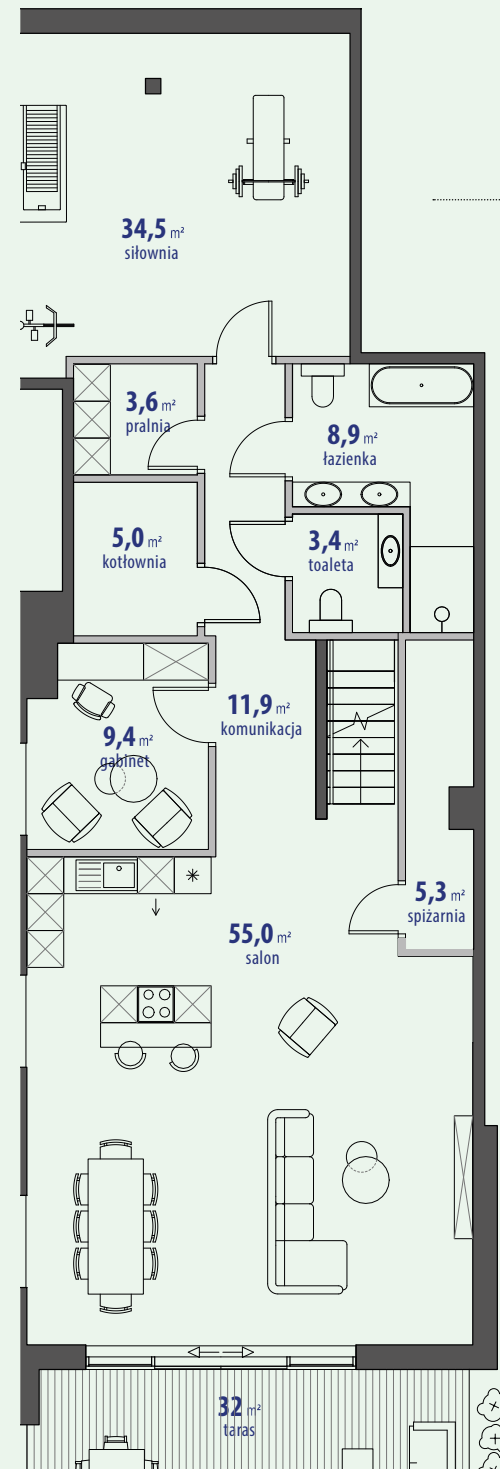 34,5 m²
siłownia
3,6 m²
pralnia
8,9 m²
łazienka
5,0 m²
kotłownia
3,4 m²
toaleta
11,9 m²
komunikacja
9,4 m²
gabinet
5,3 m²
spiżarnia
55,0 m²
salon
32 m²
taras